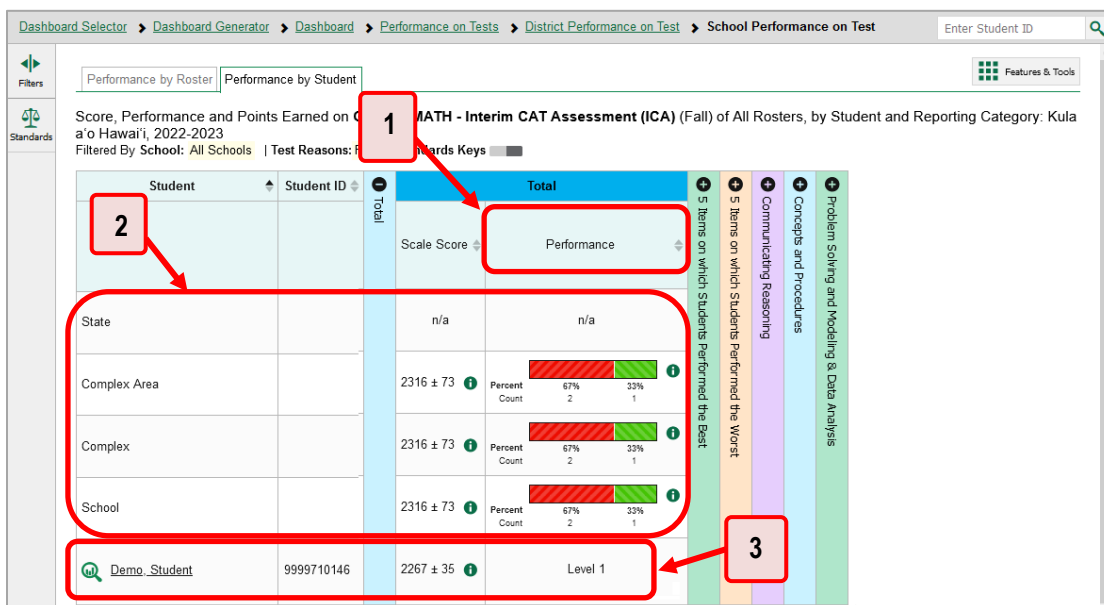 Dashboard Selector > Dashboard Generator > Dashboard > Performance on Tests > District Performance on Test > School Performance on Test
Enter Student ID
Filters
Standards
Performance by Roster
Performance by Student
Features & Tools
Score, Performance and Points Earned on MATH - Interim CAT Assessment (ICA) (Fall) of All Rosters, by Student and Reporting Category: Kula
aʻo Hawaiʻi, 2022-2023
Filtered By School: All Schools | Test Reasons: Keys
1
Student
Student ID
Total
Total
2
Scale Score
Performance
5 Items on which Students Performed the Best
5 Items on which Students Performed the Worst
Communicating Reasoning
Concepts and Procedures
Problem Solving and Modeling & Data Analysis
State
n/a
n/a
Complex Area
2316 ± 73
Percent 67% 33%
Count 2 1
Complex
2316 ± 73
Percent 67% 33%
Count 2 1
School
2316 ± 73
Percent 67% 33%
Count 2 1
3
Demo, Student
9999710146
2267 ± 35
Level 1